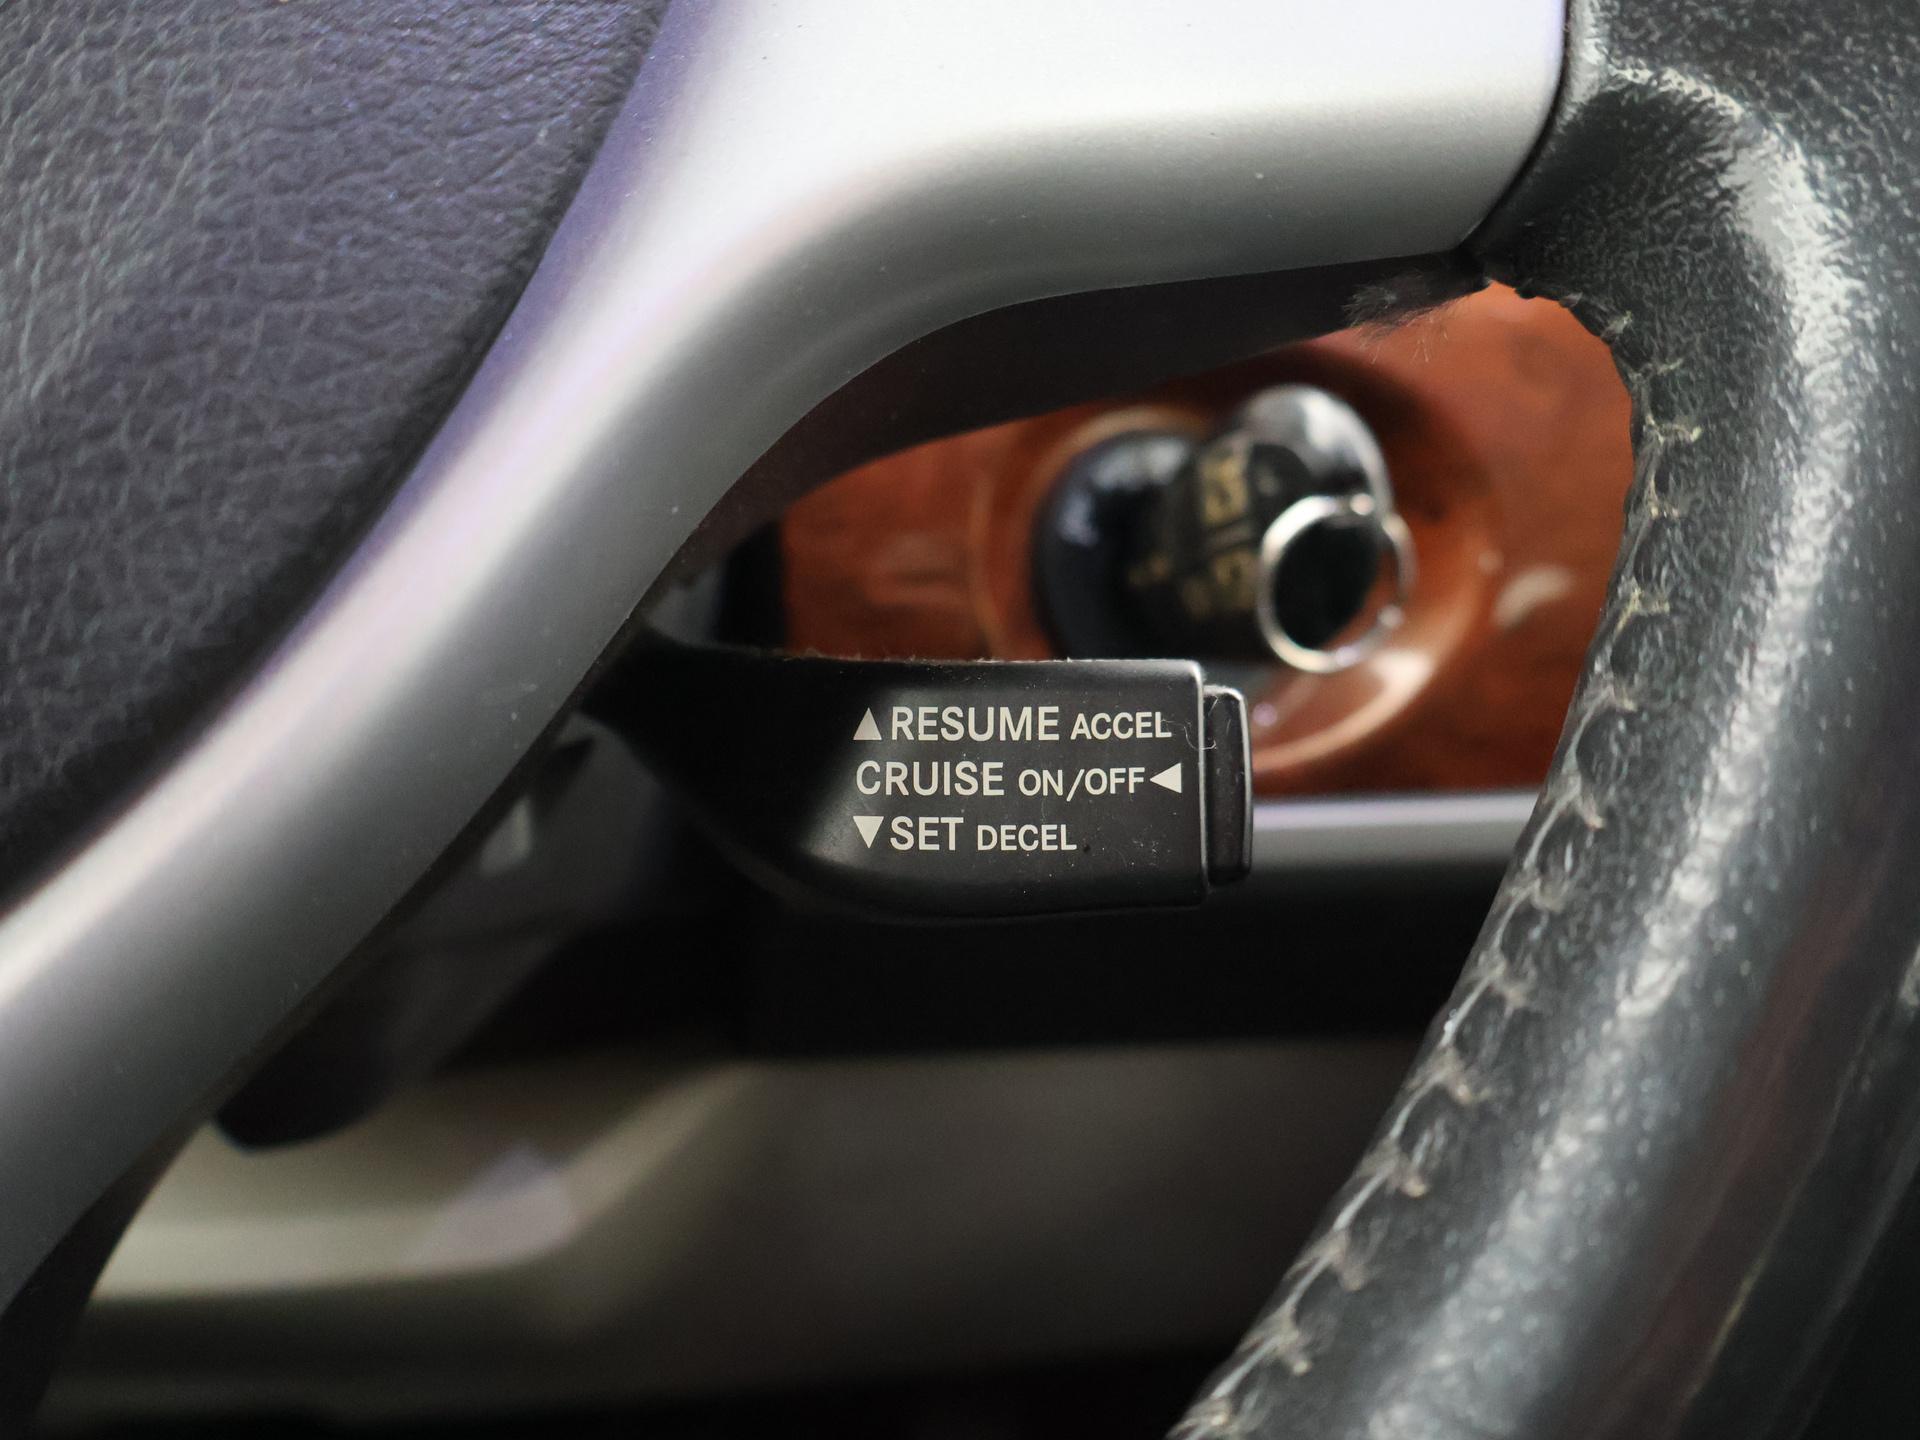 ▲RESUME ACCEL
CRUISE ON/OFF◀
▼SET DECEL